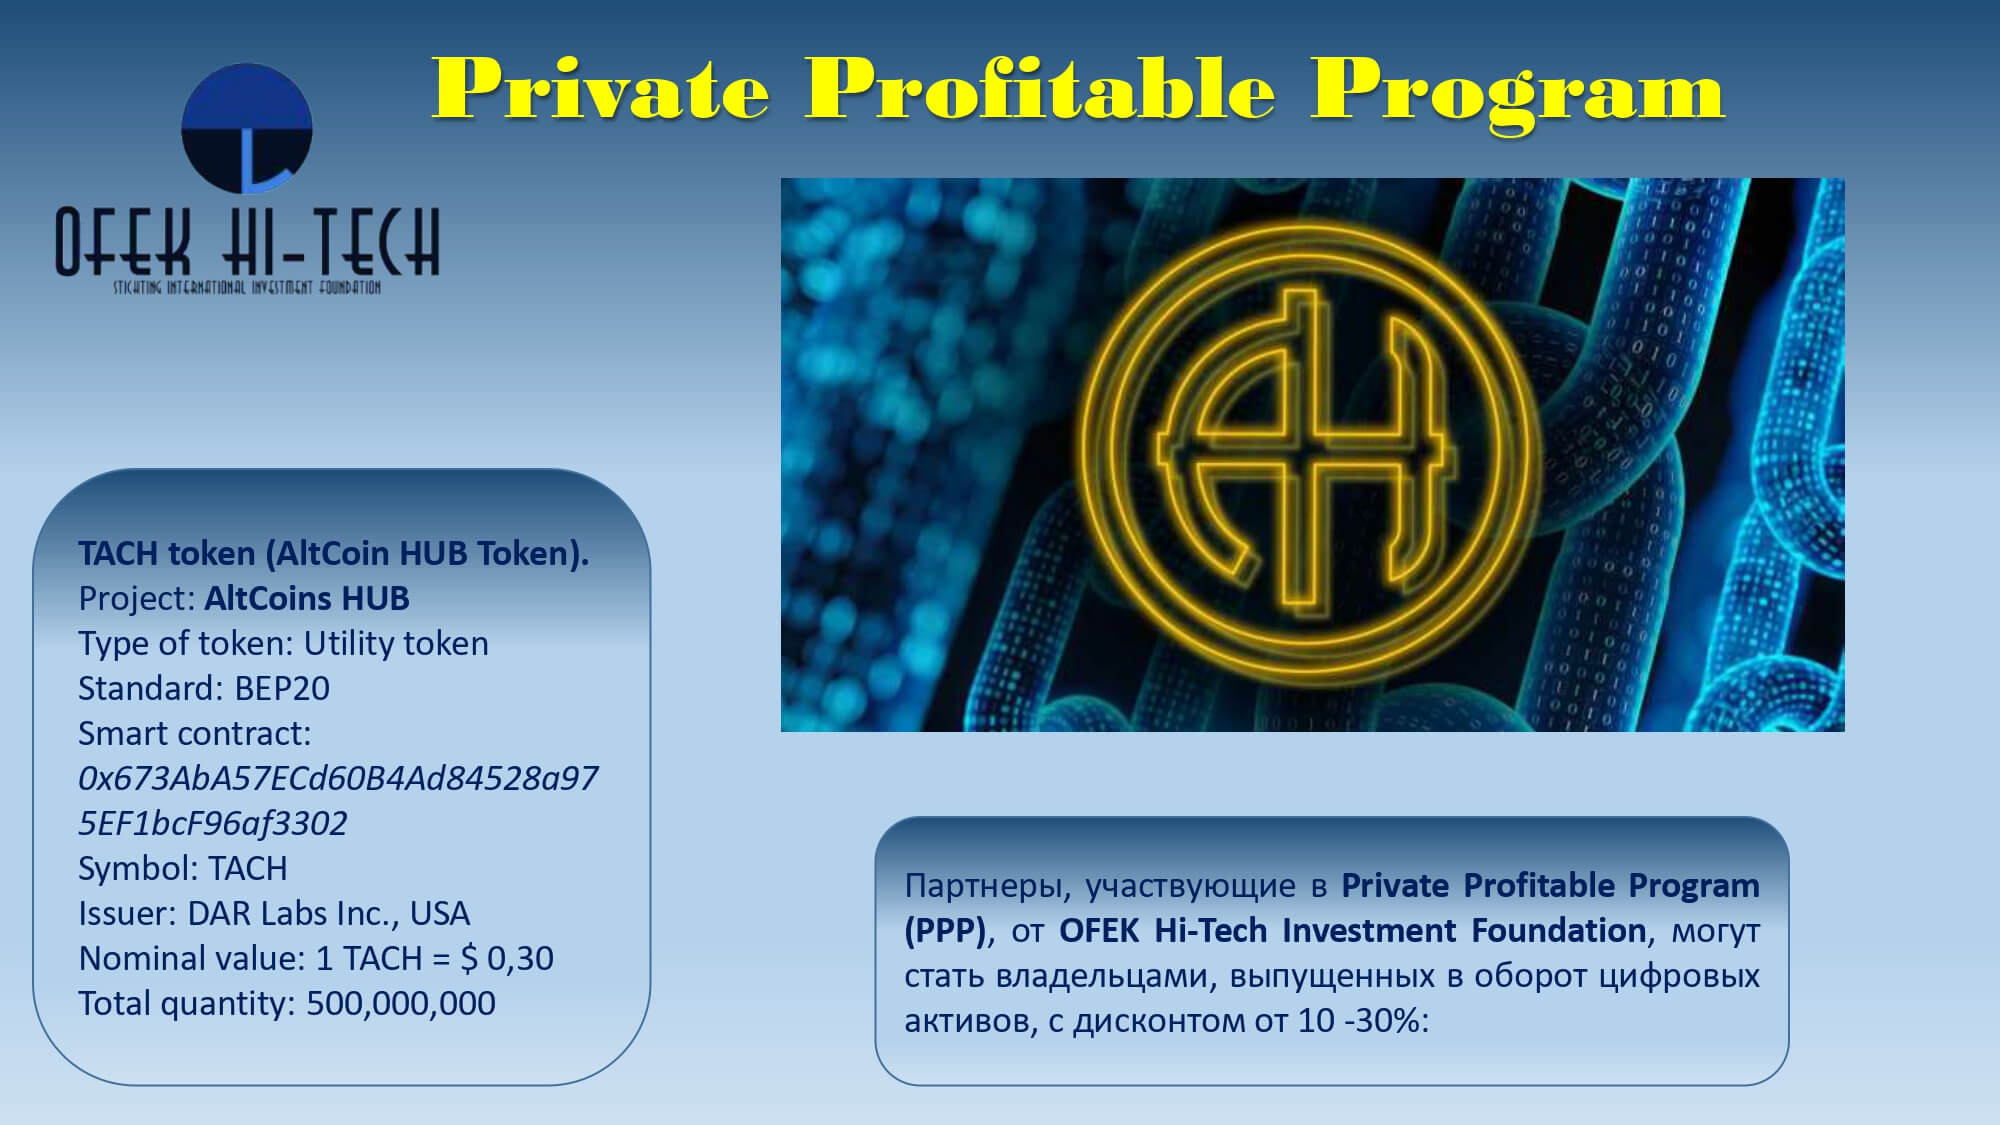 Private Profitable Program
OFEK HI-TECH
STICHTING INTERNATIONAL INVESTMENT FOUNDATION
TACH token (AltCoin HUB Token).
Project: AltCoins HUB
Type of token: Utility token
Standard: BEP20
Smart contract:
0x673AbA57ECd60B4Ad84528a97
5EF1bcF96af3302
Symbol: TACH
Issuer: DAR Labs Inc., USA
Nominal value: 1 TACH = $ 0,30
Total quantity: 500,000,000
Партнеры, участвующие в Private Profitable Program
(PPP), от OFEK Hi-Tech Investment Foundation, могут
стать владельцами, выпущенных в оборот цифровых
активов, с дисконтом от 10 -30%: